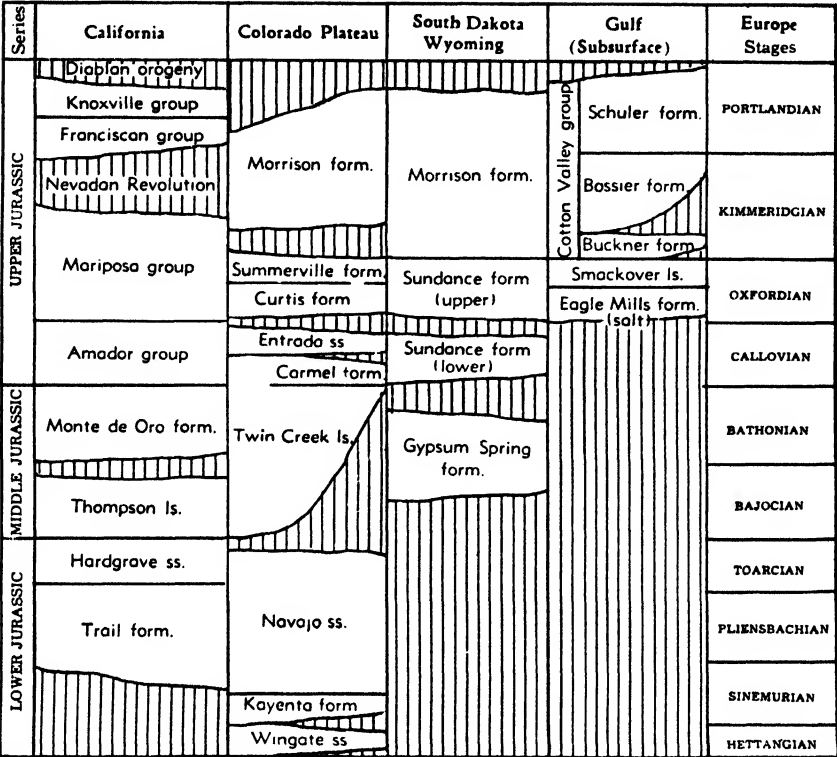 Series
California
Colorado Plateau
South Dakota
Wyoming
Gulf
(Subsurface)
Europe
Stages
UPPER JURASSIC
MIDDLE JURASSIC
LOWER JURASSIC
Diablan orogeny
Knoxville group
Franciscan group
Nevadan Revolution
Mariposa group
Amador group
Monte de Oro form.
Thompson ls.
Hardgrave ss.
Trail form.
Morrison form.
Summerville form.
Curtis form
Entrada ss
Carmel form.
Twin Creek ls.
Navajo ss.
Kayenta form
Wingate ss
Morrison form.
Sundance form
(upper)
Sundance form
(lower)
Gypsum Spring
form.
Cotton Valley group
Schuler form.
Bossier form.
Buckner form
Smackover ls.
Eagle Mills form.
(salt)
PORTLANDIAN
KIMMERIDGIAN
OXFORDIAN
CALLOVIAN
BATHONIAN
BAJOCIAN
TOARCIAN
PLIENSBACHIAN
SINEMURIAN
HETTANGIAN